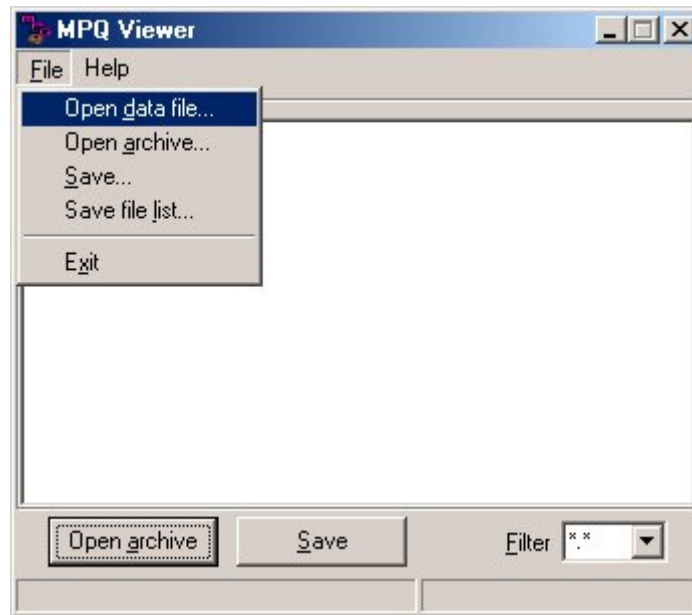 MPQ Viewer
File Help
Open data file...
Open archive...
Save...
Save file list...
Exit
Open archive Save Filter *.*